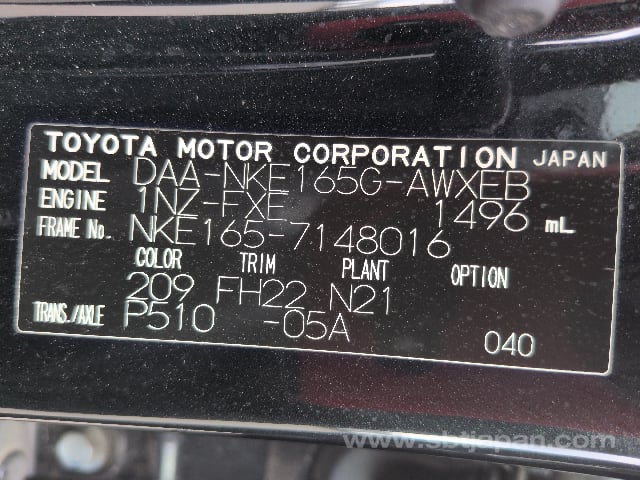 TOYOTA MOTOR CORPORATION JAPAN
MODEL DAA-NKE165G-AWXEB
ENGINE 1NZ-FXE 1496 mL
FRAME No. NKE165-7148016
COLOR TRIM PLANT OPTION
209 FH22 N21
TRANS./AXLE P510 -05A 040
www.sbtjapan.com